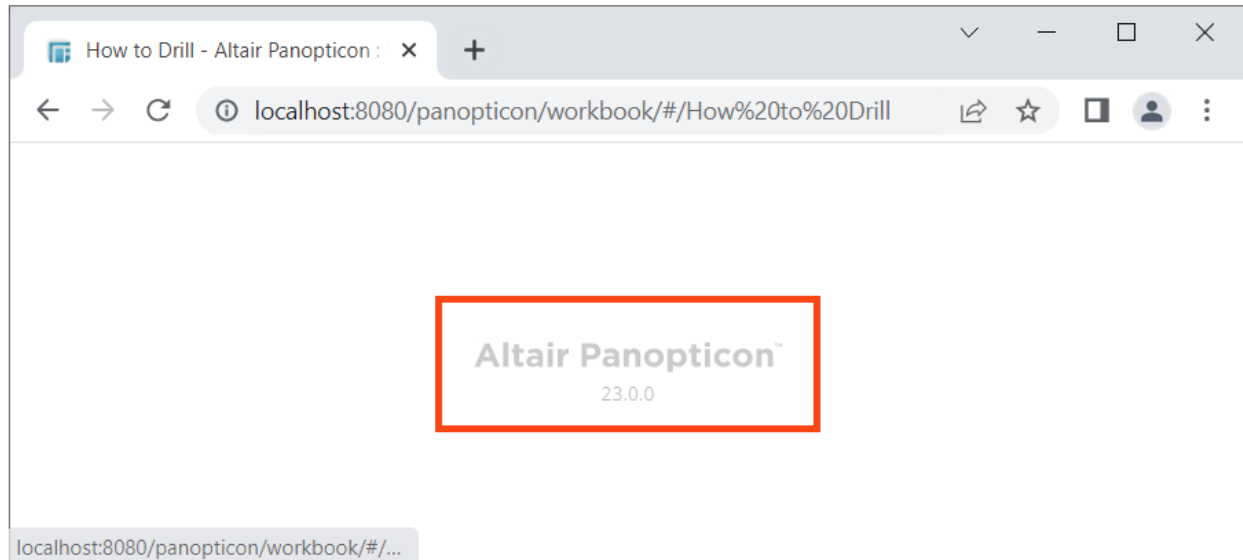 How to Drill - Altair Panopticon :
localhost:8080/panopticon/workbook/#/How%20to%20Drill
Altair Panopticon™
23.0.0
localhost:8080/panopticon/workbook/#/...